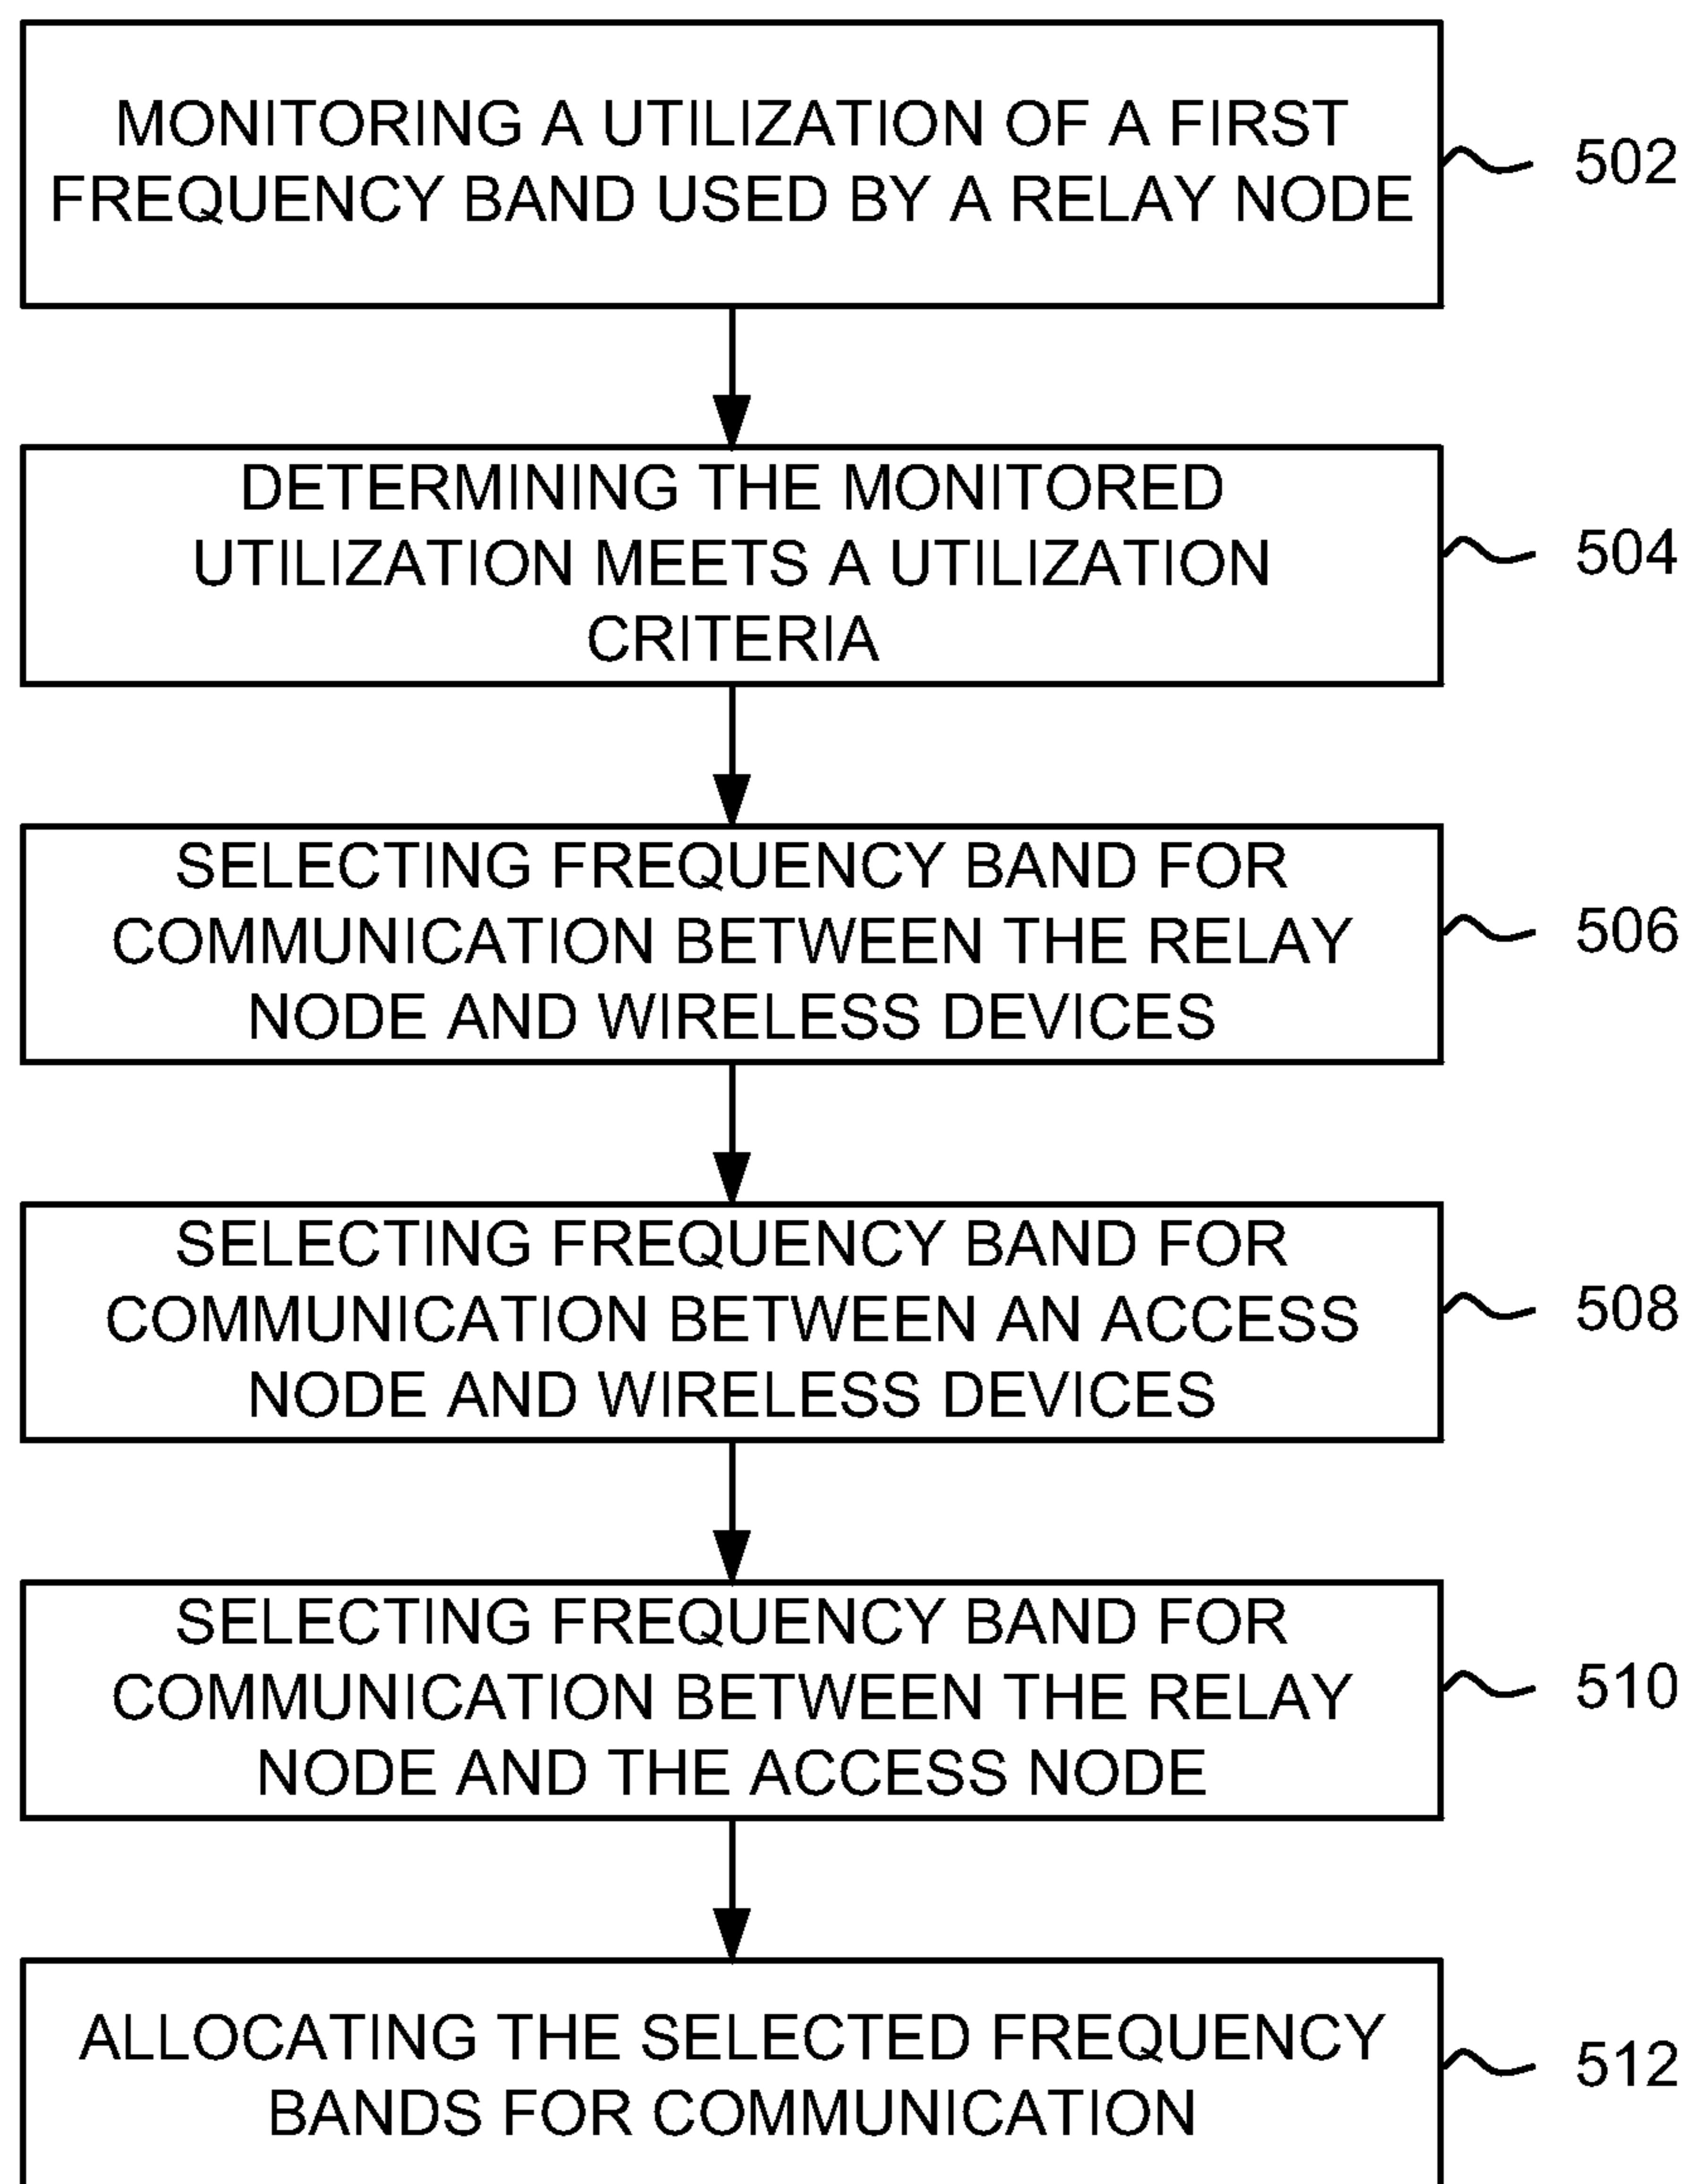 MONITORING A UTILIZATION OF A FIRST
FREQUENCY BAND USED BY A RELAY NODE
502
DETERMINING THE MONITORED
UTILIZATION MEETS A UTILIZATION
CRITERIA
504
SELECTING FREQUENCY BAND FOR
COMMUNICATION BETWEEN THE RELAY
NODE AND WIRELESS DEVICES
506
SELECTING FREQUENCY BAND FOR
COMMUNICATION BETWEEN AN ACCESS
NODE AND WIRELESS DEVICES
508
SELECTING FREQUENCY BAND FOR
COMMUNICATION BETWEEN THE RELAY
NODE AND THE ACCESS NODE
510
ALLOCATING THE SELECTED FREQUENCY
BANDS FOR COMMUNICATION
512